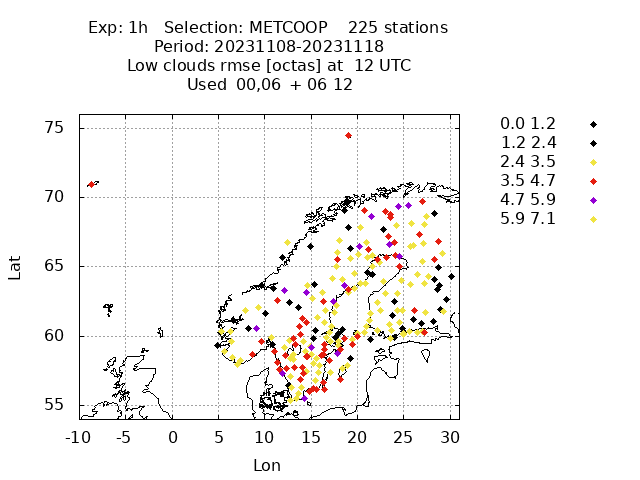 Exp: 1h Selection: METCOOP 225 stations
Period: 20231108-20231118
Low clouds rmse [octas] at 12 UTC
Used 00,06 + 06 12
75
70
65
60
55
Lat
-10 -5 0 5 10 15 20 25 30
Lon
0.0 1.2
1.2 2.4
2.4 3.5
3.5 4.7
4.7 5.9
5.9 7.1